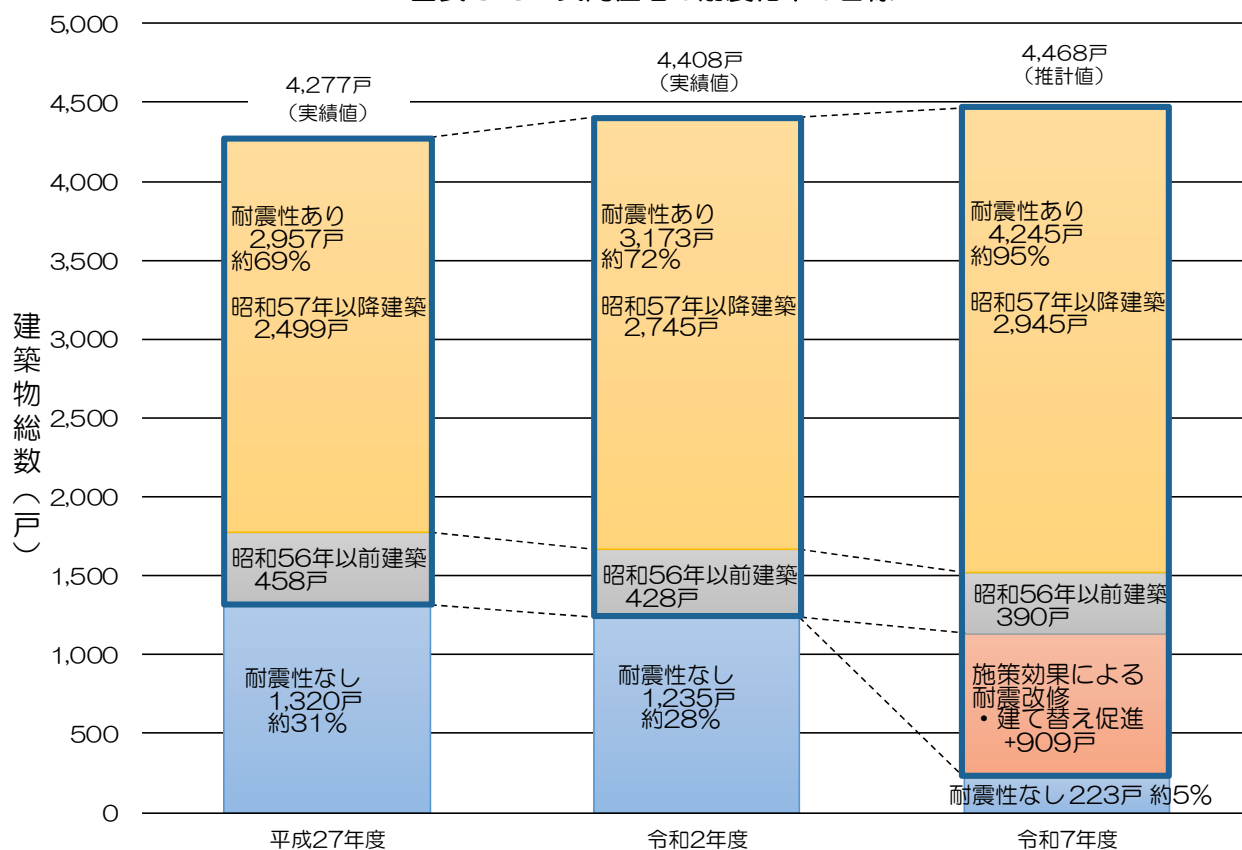 5,000
4,500
4,000
3,500
3,000
2,500
2,000
1,500
1,000
500
0
建築物総数（戸）
4,277戸
（実績値）
耐震性あり
2,957戸
約69%
昭和57年以降建築
2,499戸
昭和56年以前建築
458戸
耐震性なし
1,320戸
約31%
平成27年度
4,408戸
（実績値）
耐震性あり
3,173戸
約72%
昭和57年以降建築
2,745戸
昭和56年以前建築
428戸
耐震性なし
1,235戸
約28%
令和2年度
4,468戸
（推計値）
耐震性あり
4,245戸
約95%
昭和57年以降建築
2,945戸
昭和56年以前建築
390戸
施策効果による
耐震改修
・建て替え促進
+909戸
耐震性なし 223戸 約5%
令和7年度